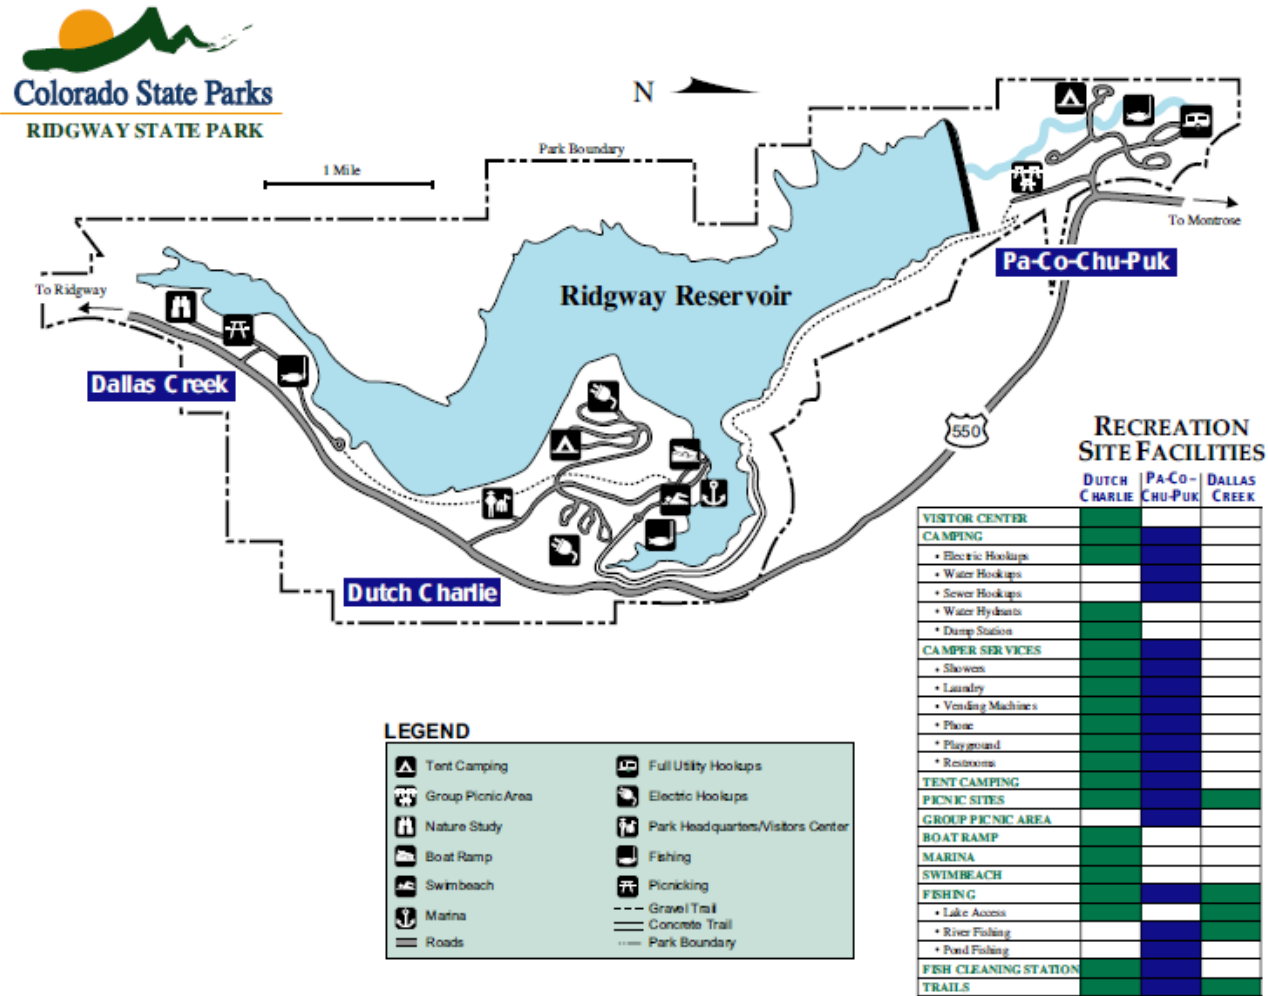 Colorado State Parks
RIDGWAY STATE PARK
N
1 Mile
Park Boundary
To Montrose
Pa-Co-Chu-Puk
To Ridgway
Ridgway Reservoir
Dallas Creek
550
Dutch Charlie
RECREATION
SITE FACILITIES
DUTCH CHARLIE
PA-CO-CHU-PUK
DALLAS CREEK
VISITOR CENTER
CAMPING
• Electric Hookups
• Water Hookups
• Sewer Hookups
• Water Hydrants
• Dump Station
CAMPER SERVICES
• Showers
• Laundry
• Vending Machines
• Phone
• Playground
• Restrooms
TENT CAMPING
PICNIC SITES
GROUP PICNIC AREA
BOAT RAMP
MARINA
SWIMBEACH
FISHING
• Lake Access
• River Fishing
• Pond Fishing
FISH CLEANING STATION
TRAILS
LEGEND
Tent Camping
Group Picnic Area
Nature Study
Boat Ramp
Swimbeach
Marina
Roads
Full Utility Hookups
Electric Hookups
Park Headquarters/Visitors Center
Fishing
Picnicking
Gravel Trail
Concrete Trail
Park Boundary